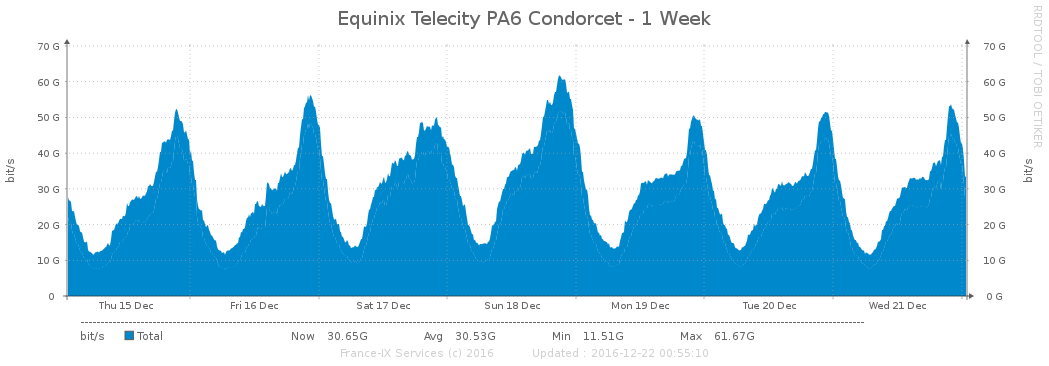 Equinix Telecity PA6 Condorcet - 1 Week
RRDTOOL / TOBI OETIKER
bit/s
bit/s
70 G 70 G
60 G 60 G
50 G 50 G
40 G 40 G
30 G 30 G
20 G 20 G
10 G 10 G
0 0 G
Thu 15 Dec Fri 16 Dec Sat 17 Dec Sun 18 Dec Mon 19 Dec Tue 20 Dec Wed 21 Dec
bit/s Total Now 30.65G Avg 30.53G Min 11.51G Max 61.67G
France-IX Services (c) 2016 Updated : 2016-12-22 00:55:10